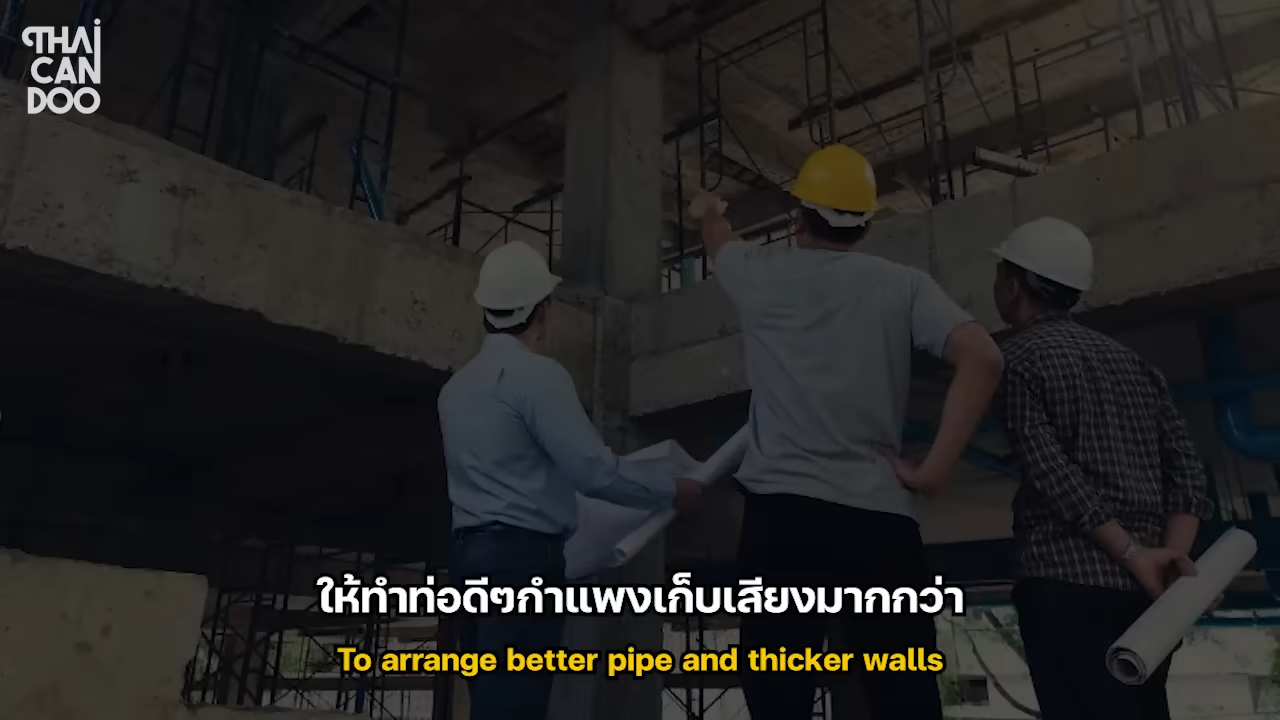 THAI
CAN
DOO
ให้ทำท่อดีๆกำแพงเก็บเสียงมากกว่า
To arrange better pipe and thicker walls